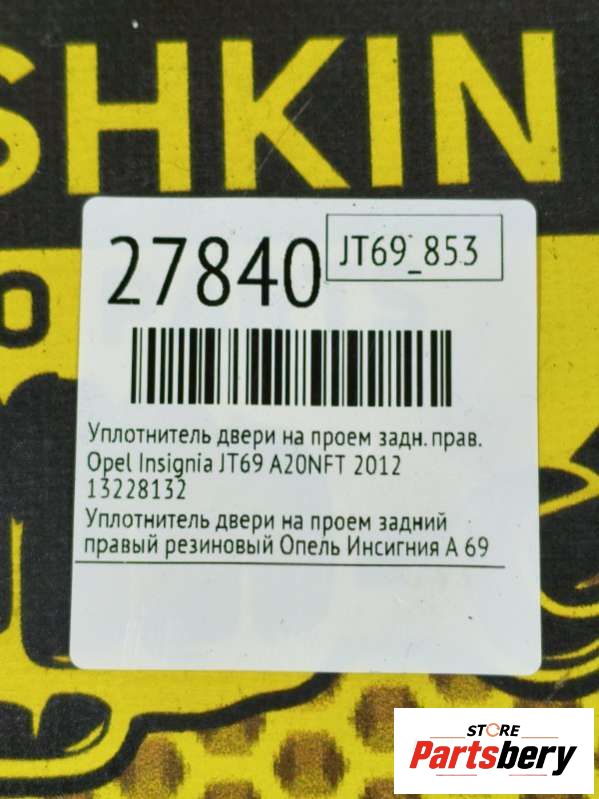 SHKIN
27840
JT69_853
Уплотнитель двери на проем задн. прав.
Opel Insignia JT69 A20NFT 2012
13228132
Уплотнитель двери на проем задний
правый резиновый Опель Инсигния А 69
STORE
Partsbery